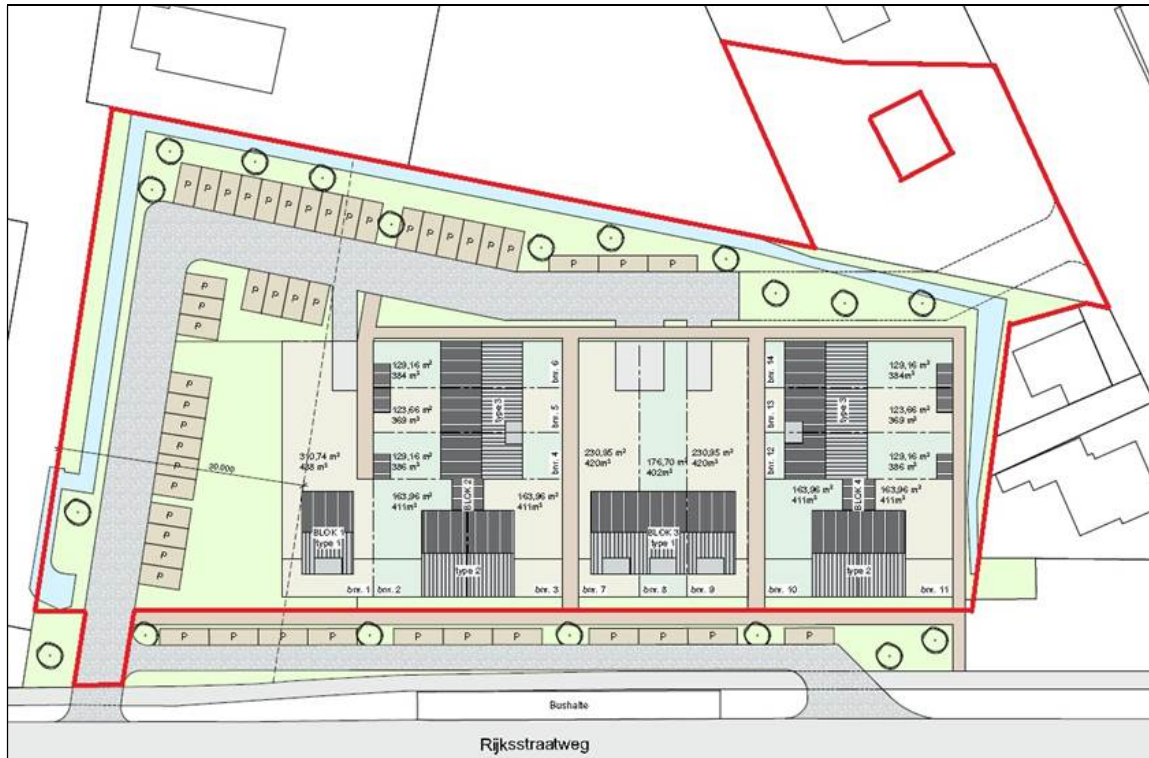 P P P P P P P P P P P P
P P P P P P P
P P P
P
P
P
P P P P
129,16 m²
384 m³
123,66 m²
369 m³
129,16 m²
386 m³
type 3
bnr. 6
bnr. 5
bnr. 4
P
P
P
P
P
30.000
310,74 m²
438 m³
163,96 m²
411m³
BLOK 2
163,96 m²
411m³
230,95 m²
420m³
176,70 m²
402m³
230,95 m²
420m³
bnr. 14
bnr. 13
bnr. 12
type 3
129,16 m²
384m³
123,66 m²
369 m³
129,16 m²
386 m³
163,96 m²
411m³
BLOK 4
163,96 m²
411m³
P
P
P
P
BLOK 1
type 1
type 2
BLOK 3
type 1
type 2
bnr. 1
bnr. 2
bnr. 3
bnr. 7
bnr. 8
bnr. 9
bnr. 10
bnr. 11
P P P P
P P P
P P P
P
Bushalte
Rijksstraatweg